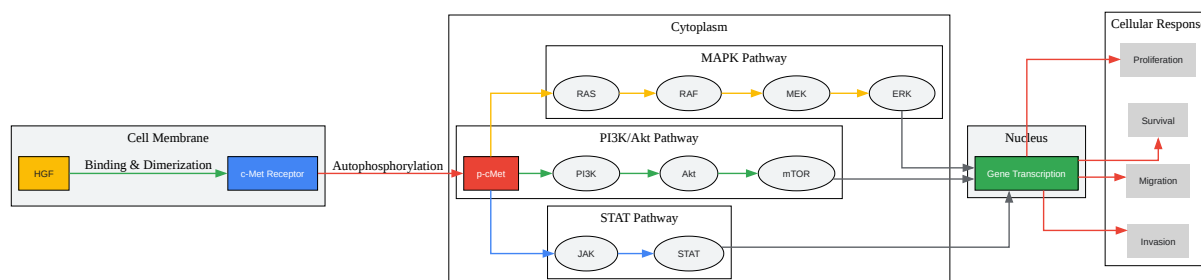 Cell Membrane
HGF
Binding & Dimerization
c-Met Receptor
Autophosphorylation
Cytoplasm
MAPK Pathway
RAS
RAF
MEK
ERK
PI3K/Akt Pathway
p-cMet
PI3K
Akt
mTOR
STAT Pathway
JAK
STAT
Nucleus
Gene Transcription
Cellular Response
Proliferation
Survival
Migration
Invasion